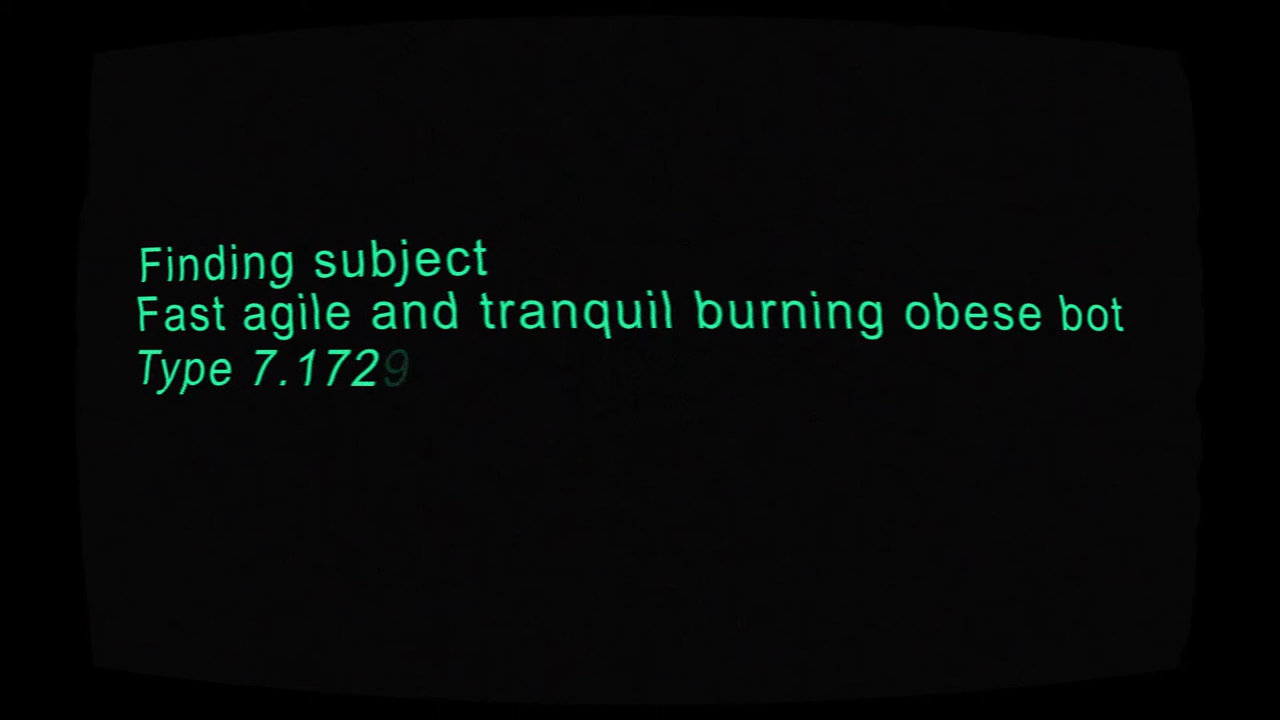 Finding subject
Fast agile and tranquil burning obese bot
Type 7.1729